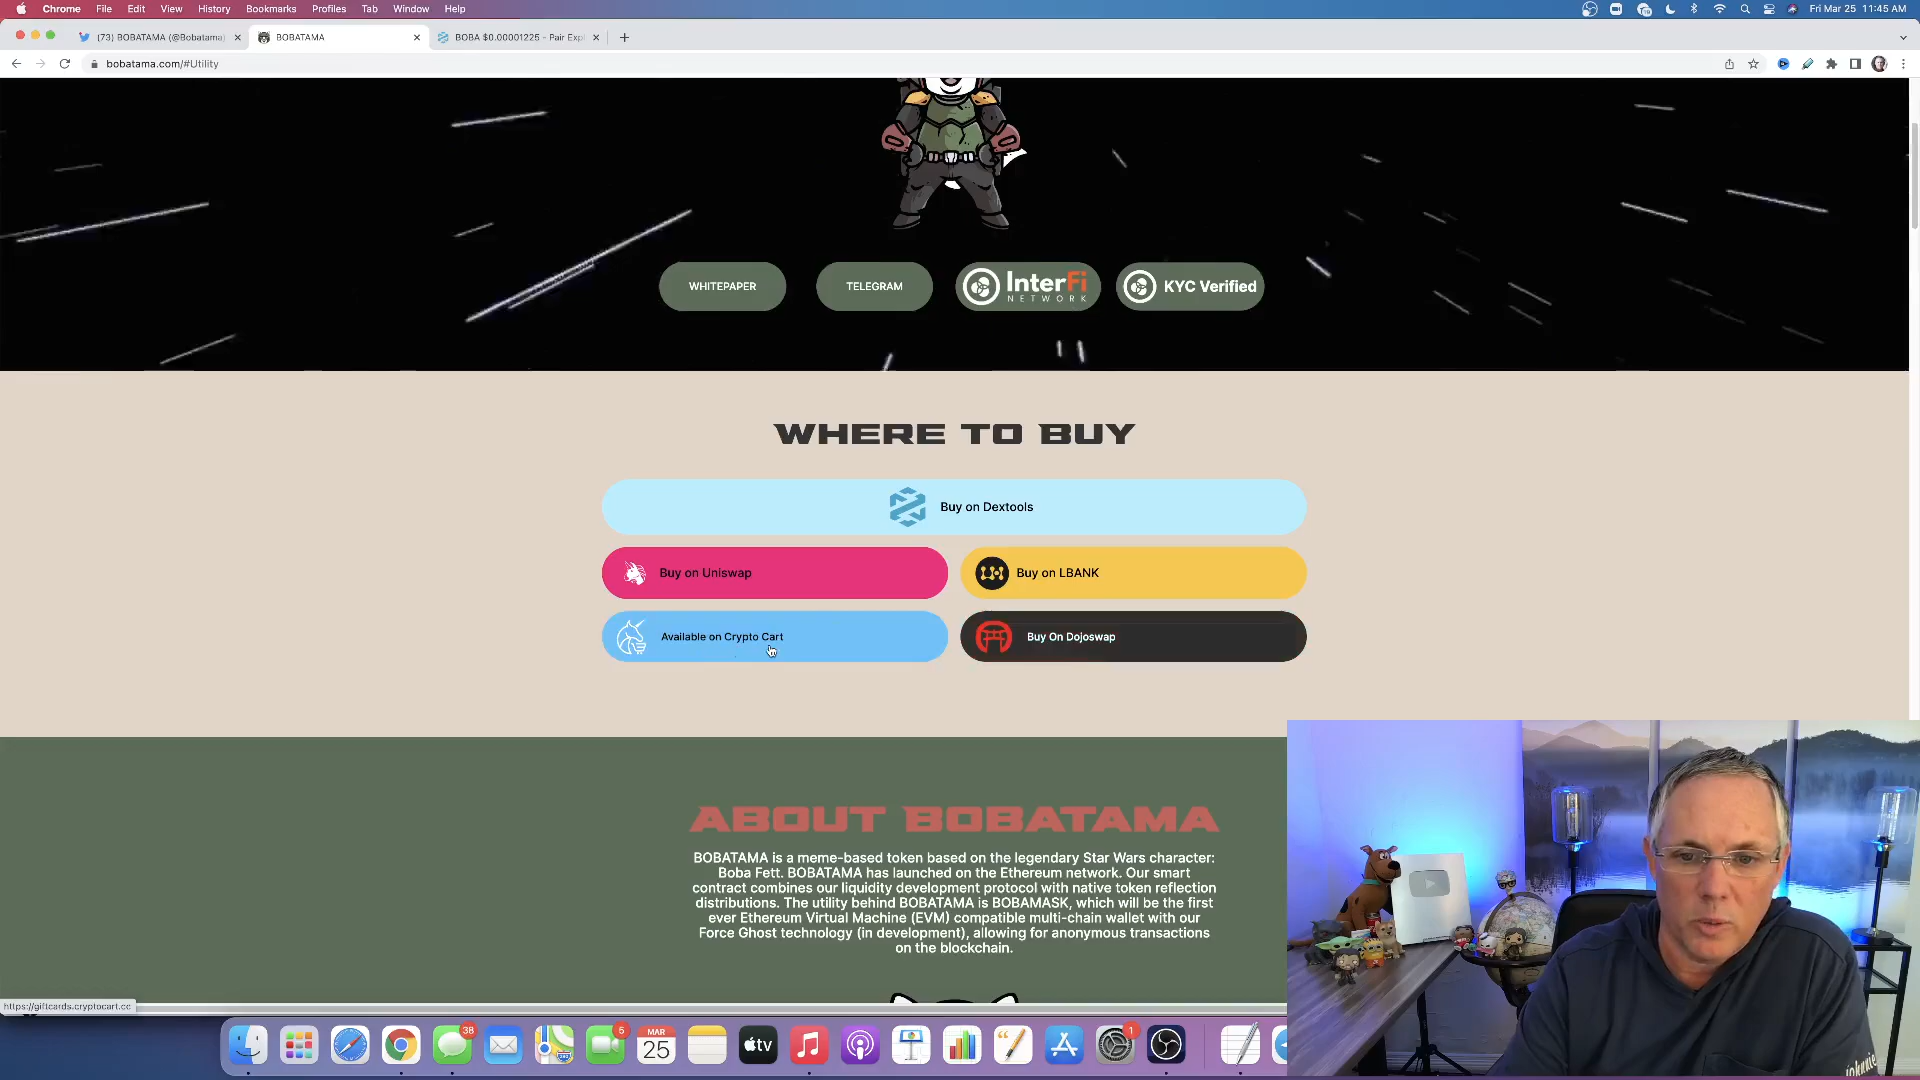 Chrome File Edit View History Bookmarks Profiles Tab Window Help
Fri Mar 25 11:45 AM
(73) BOBATAMA (@Bobatama)
BOBATAMA
BOBA $0.00001225 - Pair Exp
bobatama.com/#Utility
WHITEPAPER
TELEGRAM
InterFi
NETWORK
KYC Verified
WHERE TO BUY
Buy on Dextools
Buy on Uniswap
Buy on LBANK
Available on Crypto Cart
Buy On Dojoswap
ABOUT BOBATAMA
BOBATAMA is a meme-based token based on the legendary Star Wars character:
Boba Fett. BOBATAMA has launched on the Ethereum network. Our smart
contract combines our liquidity development protocol with native token reflection
distributions. The utility behind BOBATAMA is BOBAMASK, which will be the first
ever Ethereum Virtual Machine (EVM) compatible multi-chain wallet with our
Force Ghost technology (in development), allowing for anonymous transactions
on the blockchain.
https://giftcards.cryptocart.cc
38
5
MAR
25
tv
1
johnnie